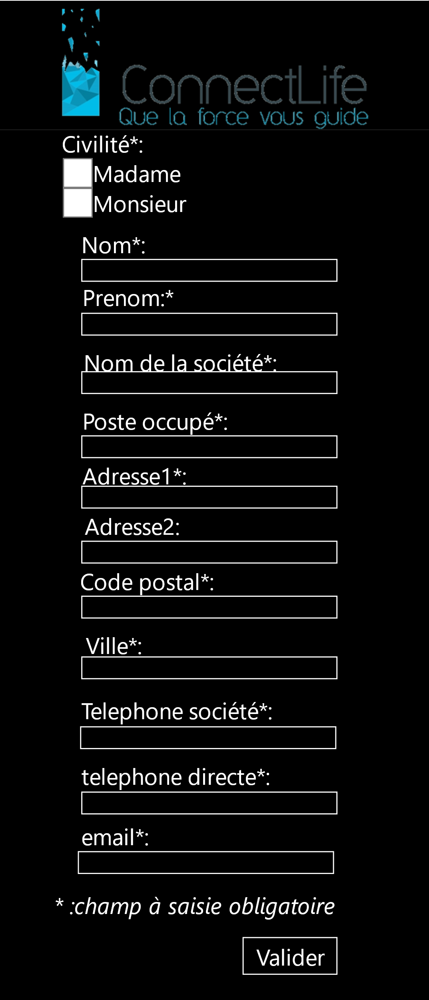 ConnectLife
Que la force vous guide
Civilité*:
Madame
Monsieur
Nom*:
Prenom:*
Nom de la société*:
Poste occupé*:
Adresse1*:
Adresse2:
Code postal*:
Ville*:
Telephone société*:
telephone directe*:
email*:
* :champ à saisie obligatoire
Valider